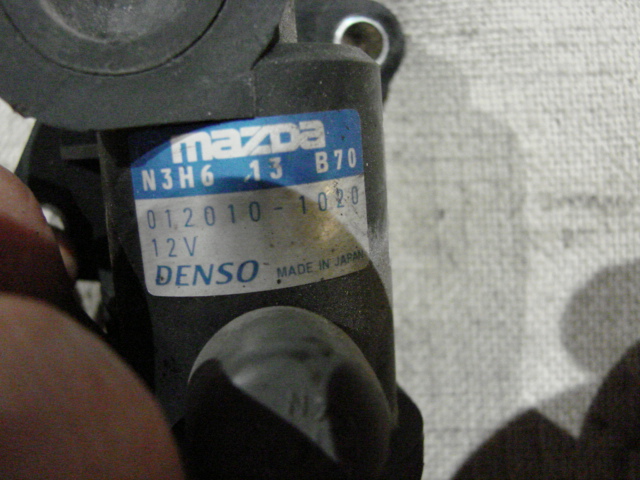 mazda
N3H6 13 B70
012010-1020
12V
DENSO MADE IN JAPAN